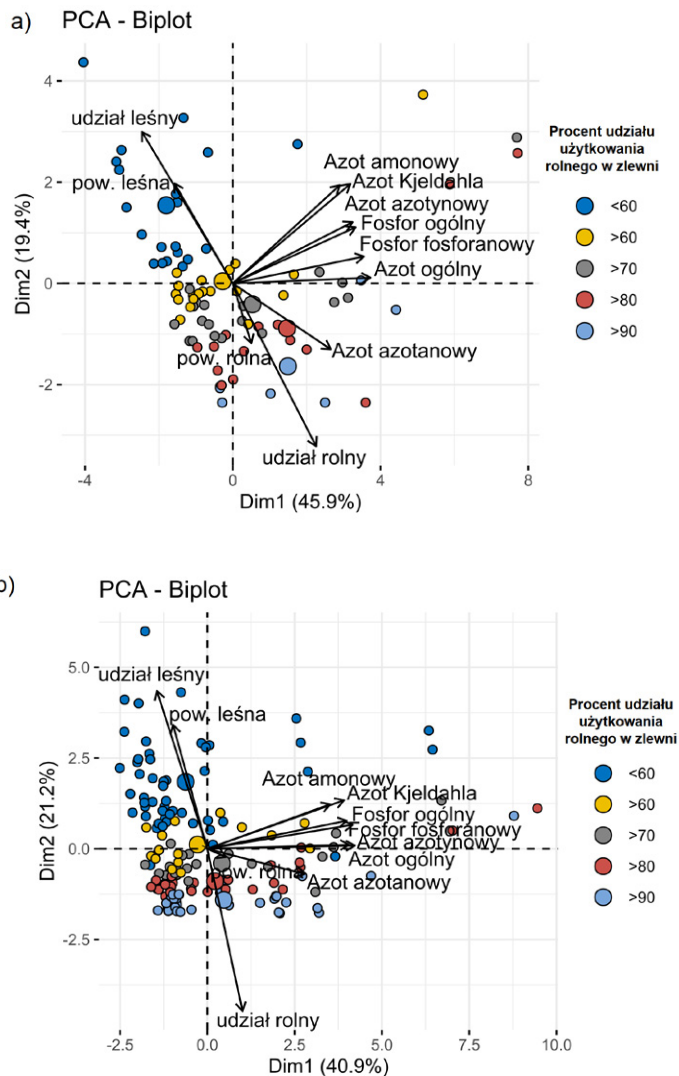 a)
PCA - Biplot
4
2
0
-2
-4
0
4
8
Dim2 (19.4%)
Dim1 (45.9%)
udział leśny
pow. leśna
Azot amonowy
Azot Kjeldahla
Azot azotynowy
Fosfor ogólny
Fosfor fosforanowy
Azot ogólny
Azot azotanowy
pow. rolna
udział rolny
Procent udziału
użytkowania
rolnego w zlewni
<60
>60
>70
>80
>90
b)
PCA - Biplot
5.0
2.5
0.0
-2.5
-2.5
0.0
2.5
5.0
7.5
10.0
Dim2 (21.2%)
Dim1 (40.9%)
udział leśny
pow. leśna
Azot amonowy
Azot Kjeldahla
Fosfor ogólny
Fosfor fosforanowy
Azot azotynowy
Azot ogólny
pow. rolna
Azot azotanowy
udział rolny
Procent udziału
użytkowania
rolnego w zlewni
<60
>60
>70
>80
>90